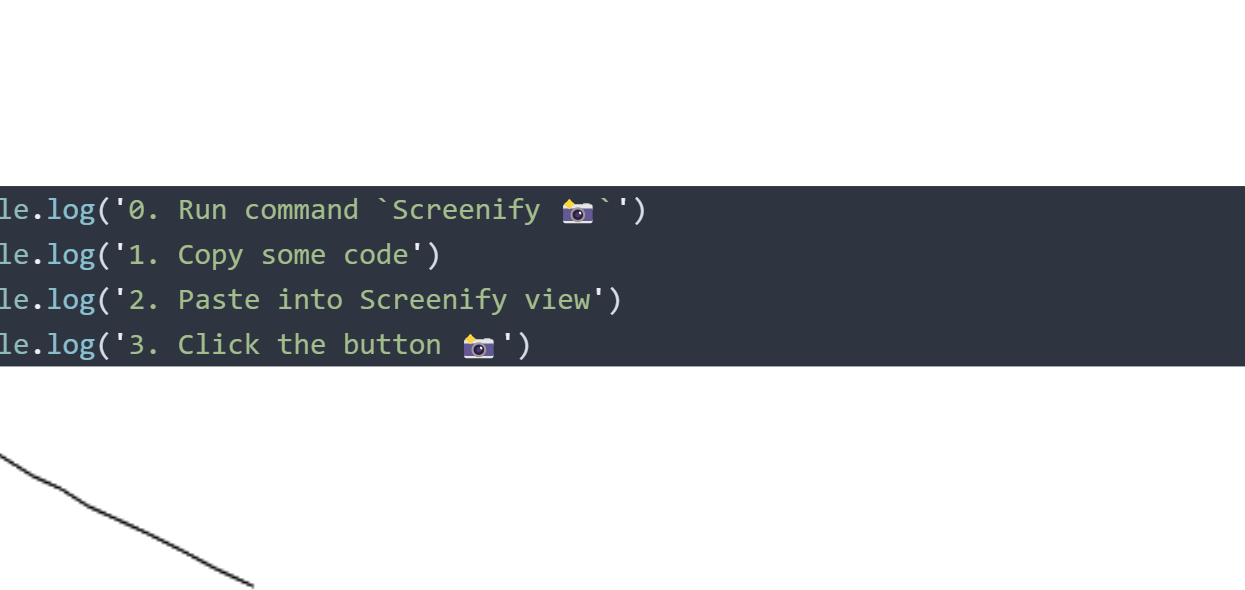 le.log('0. Run command `Screenify 📸`')
le.log('1. Copy some code')
le.log('2. Paste into Screenify view')
le.log('3. Click the button 📸')